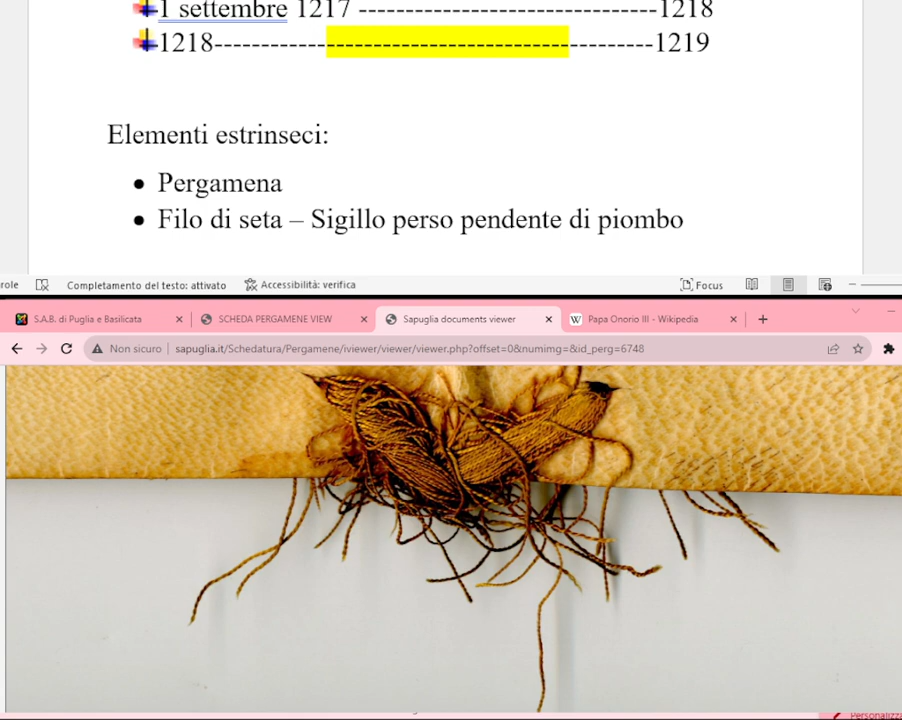 1 settembre 1217 --------------------------------1218
1218-----------------------------------------------1219
Elementi estrinseci:
Pergamena
Filo di seta – Sigillo perso pendente di piombo
role Completamento del testo: attivato Accessibilità: verifica Focus
S.A.B. di Puglia e Basilicata SCHEDA PERGAMENE VIEW Sapuglia documents viewer Papa Onorio III - Wikipedia
Non sicuro sapuglia.it/Schedatura/Pergamene/iviewer/viewer/viewer.php?offset=0&numimg=&id_perg=6748
Personalizza